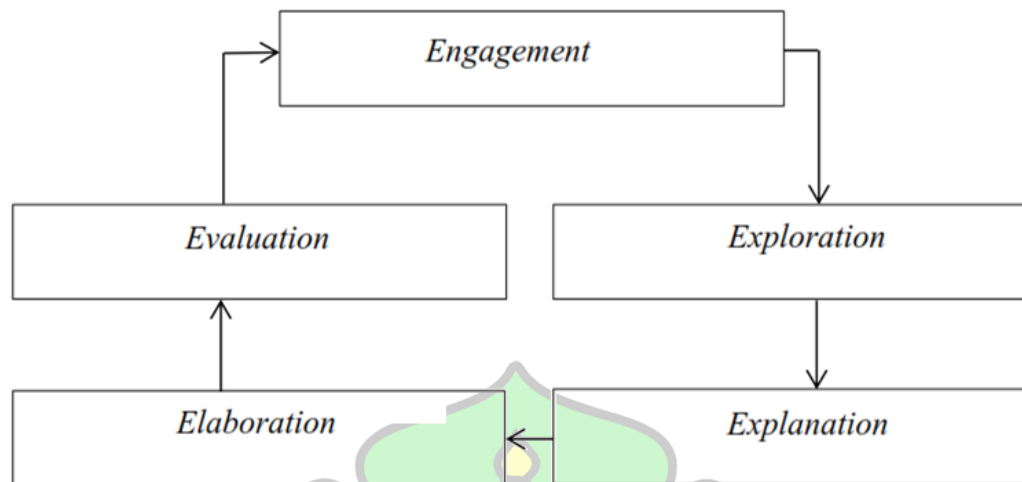 Engagement
Evaluation
Exploration
Elaboration
Explanation